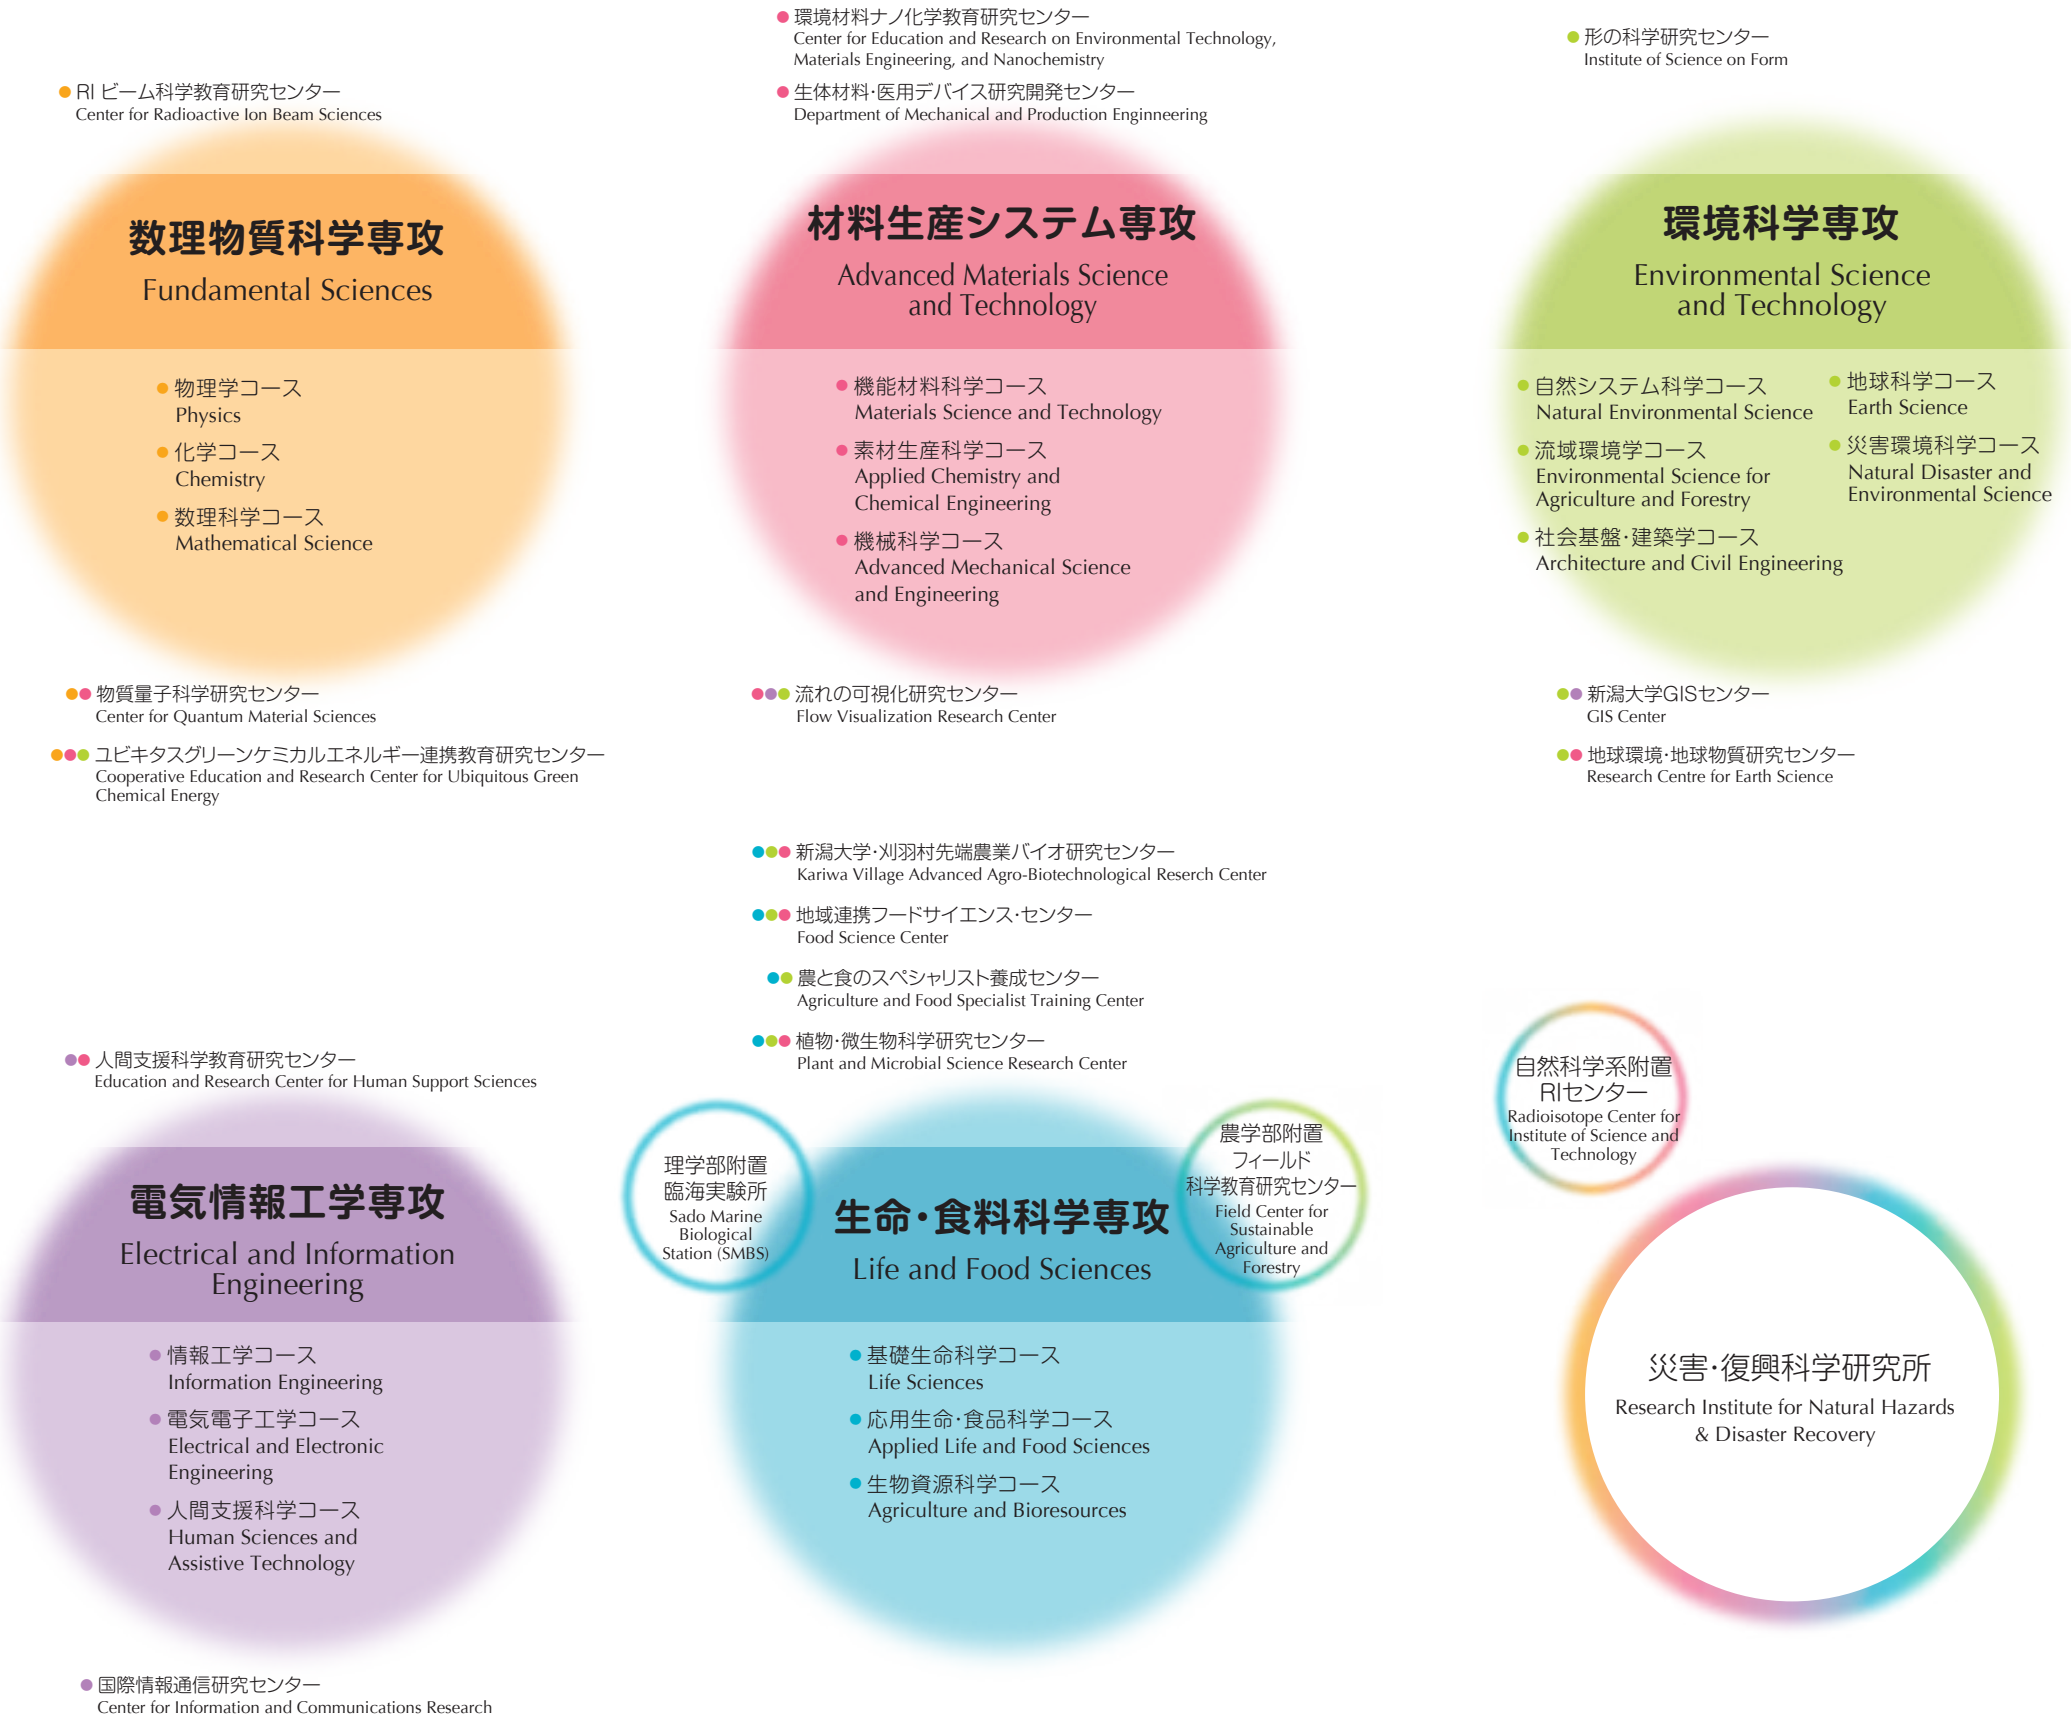 RI ビーム科学教育研究センター
Center for Radioactive Ion Beam Sciences
数理物質科学専攻
Fundamental Sciences
物理学コース
Physics
化学コース
Chemistry
数理科学コース
Mathematical Science
物質量子科学研究センター
Center for Quantum Material Sciences
ユビキタスグリーンケミカルエネルギー連携教育研究センター
Cooperative Education and Research Center for Ubiquitous Green
Chemical Energy
環境材料ナノ化学教育研究センター
Center for Education and Research on Environmental Technology,
Materials Engineering, and Nanochemistry
生体材料・医用デバイス研究開発センター
Department of Mechanical and Production Enginneering
材料生産システム専攻
Advanced Materials Science
and Technology
機能材料科学コース
Materials Science and Technology
素材生産科学コース
Applied Chemistry and
Chemical Engineering
機械科学コース
Advanced Mechanical Science
and Engineering
流れの可視化研究センター
Flow Visualization Research Center
形の科学研究センター
Institute of Science on Form
環境科学専攻
Environmental Science
and Technology
自然システム科学コース
Natural Environmental Science
流域環境学コース
Environmental Science for
Agriculture and Forestry
社会基盤・建築学コース
Architecture and Civil Engineering
地球科学コース
Earth Science
災害環境科学コース
Natural Disaster and
Environmental Science
新潟大学GISセンター
GIS Center
地球環境・地球物質研究センター
Research Centre for Earth Science
人間支援科学教育研究センター
Education and Research Center for Human Support Sciences
電気情報工学専攻
Electrical and Information
Engineering
情報工学コース
Information Engineering
電気電子工学コース
Electrical and Electronic
Engineering
人間支援科学コース
Human Sciences and
Assistive Technology
国際情報通信研究センター
Center for Information and Communications Research
新潟大学・刈羽村先端農業バイオ研究センター
Kariwa Village Advanced Agro-Biotechnological Reserch Center
地域連携フードサイエンス・センター
Food Science Center
農と食のスペシャリスト養成センター
Agriculture and Food Specialist Training Center
植物・微生物科学研究センター
Plant and Microbial Science Research Center
理学部附置
臨海実験所
Sado Marine
Biological
Station (SMBS)
生命・食料科学専攻
Life and Food Sciences
農学部附置
フィールド
科学教育研究センター
Field Center for
Sustainable
Agriculture and
Forestry
基礎生命科学コース
Life Sciences
応用生命・食品科学コース
Applied Life and Food Sciences
生物資源科学コース
Agriculture and Bioresources
自然科学系附置
RIセンター
Radioisotope Center for
Institute of Science and
Technology
災害・復興科学研究所
Research Institute for Natural Hazards
& Disaster Recovery